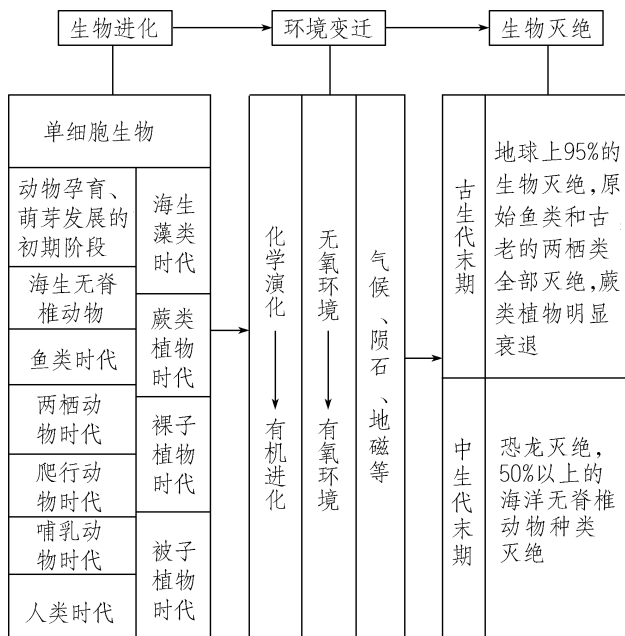 生物进化
环境变迁
生物灭绝
单细胞生物
动物孕育、
萌芽发展的
初期阶段
海生无脊
椎动物
鱼类时代
两栖动
物时代
爬行动
物时代
哺乳动
物时代
人类时代
海生
藻类
时代
蕨类
植物
时代
裸子
植物
时代
被子
植物
时代
化学演化
有机进化
无氧环境
有氧环境
气候、陨石、地磁等
古生代末期
地球上95%的
生物灭绝,原
始鱼类和古
老的两栖类
全部灭绝,蕨
类植物明显
衰退
中生代末期
恐龙灭绝,
50%以上的
海洋无脊椎
动物种类
灭绝